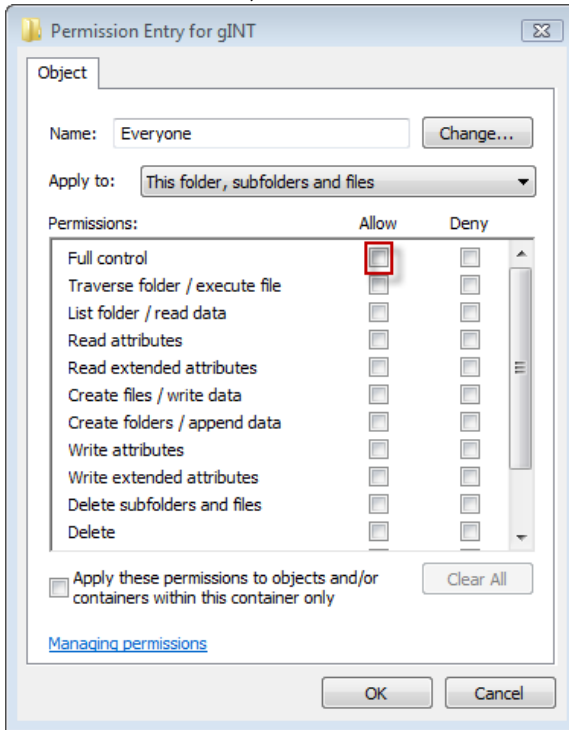 Permission Entry for gINT
Object
Name: Everyone Change...
Apply to: This folder, subfolders and files
Permissions: Allow Deny
Full control
Traverse folder / execute file
List folder / read data
Read attributes
Read extended attributes
Create files / write data
Create folders / append data
Write attributes
Write extended attributes
Delete subfolders and files
Delete
Apply these permissions to objects and/or
containers within this container only
Clear All
Managing permissions
OK Cancel